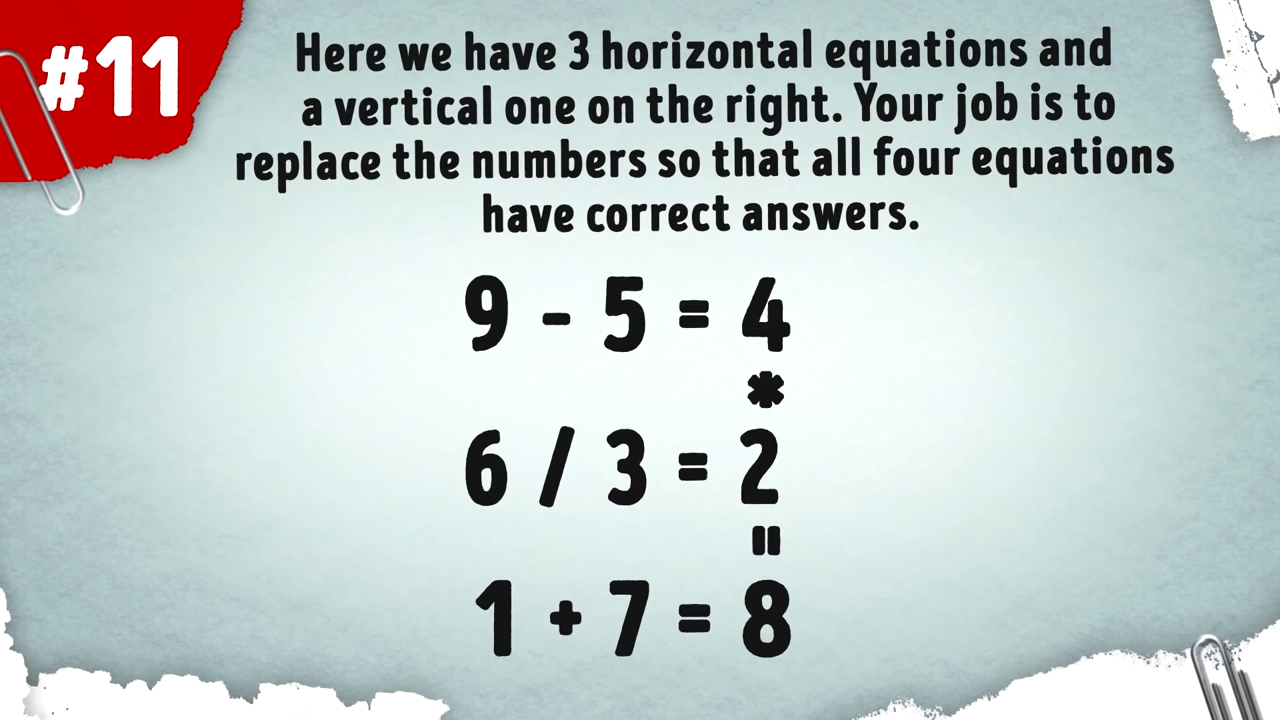 #11
Here we have 3 horizontal equations and
a vertical one on the right. Your job is to
replace the numbers so that all four equations
have correct answers.
9 - 5 = 4
*
6 / 3 = 2
=
1 + 7 = 8